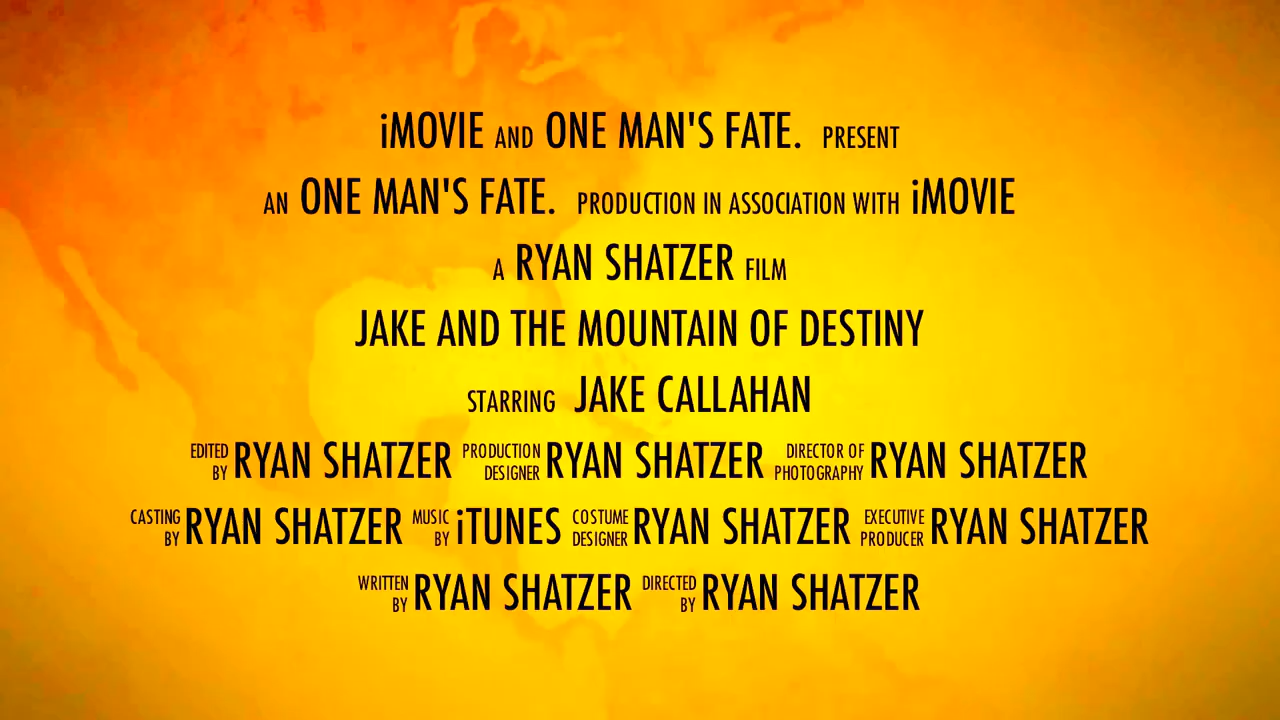 iMOVIE AND ONE MAN'S FATE. PRESENT
AN ONE MAN'S FATE. PRODUCTION IN ASSOCIATION WITH iMOVIE
A RYAN SHATZER FILM
JAKE AND THE MOUNTAIN OF DESTINY
STARRING JAKE CALLAHAN
EDITED BY RYAN SHATZER PRODUCTION DESIGNER RYAN SHATZER DIRECTOR OF PHOTOGRAPHY RYAN SHATZER
CASTING BY RYAN SHATZER MUSIC BY iTUNES COSTUME DESIGNER RYAN SHATZER EXECUTIVE PRODUCER RYAN SHATZER
WRITTEN BY RYAN SHATZER DIRECTED BY RYAN SHATZER